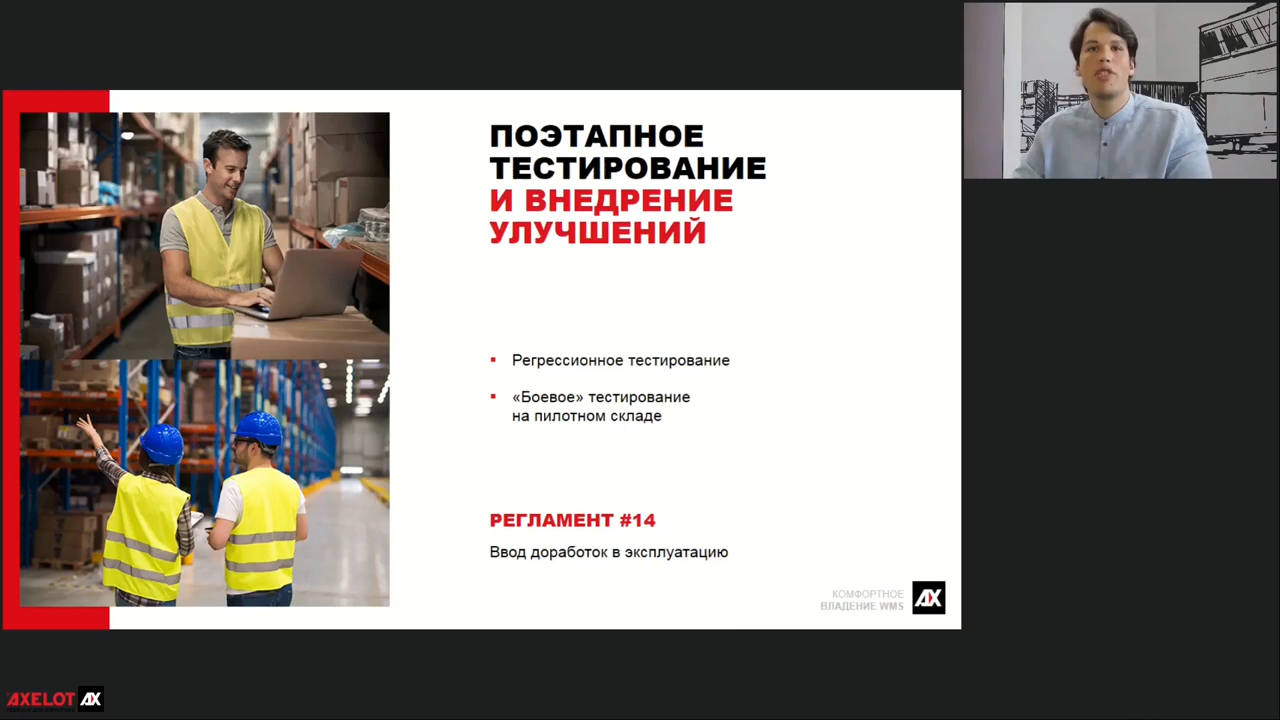 ПОЭТАПНОЕ
ТЕСТИРОВАНИЕ
И ВНЕДРЕНИЕ
УЛУЧШЕНИЙ
▪ Регрессионное тестирование
▪ «Боевое» тестирование
на пилотном складе
РЕГЛАМЕНТ #14
Ввод доработок в эксплуатацию
КОМФОРТНОЕ
ВЛАДЕНИЕ WMS
AX
AXELOT AX